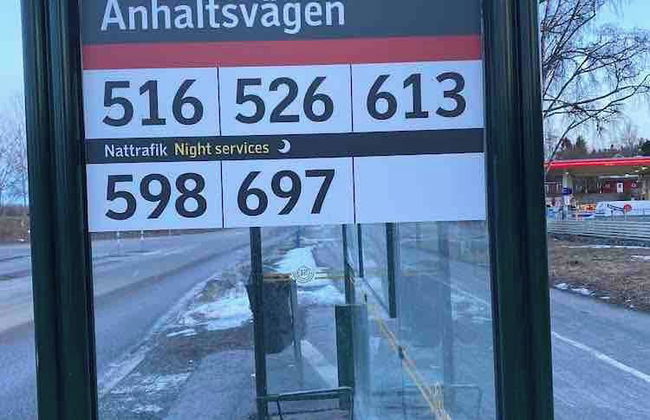 Anhaltsvägen
516 526 613
Nattrafik Night services
598 697